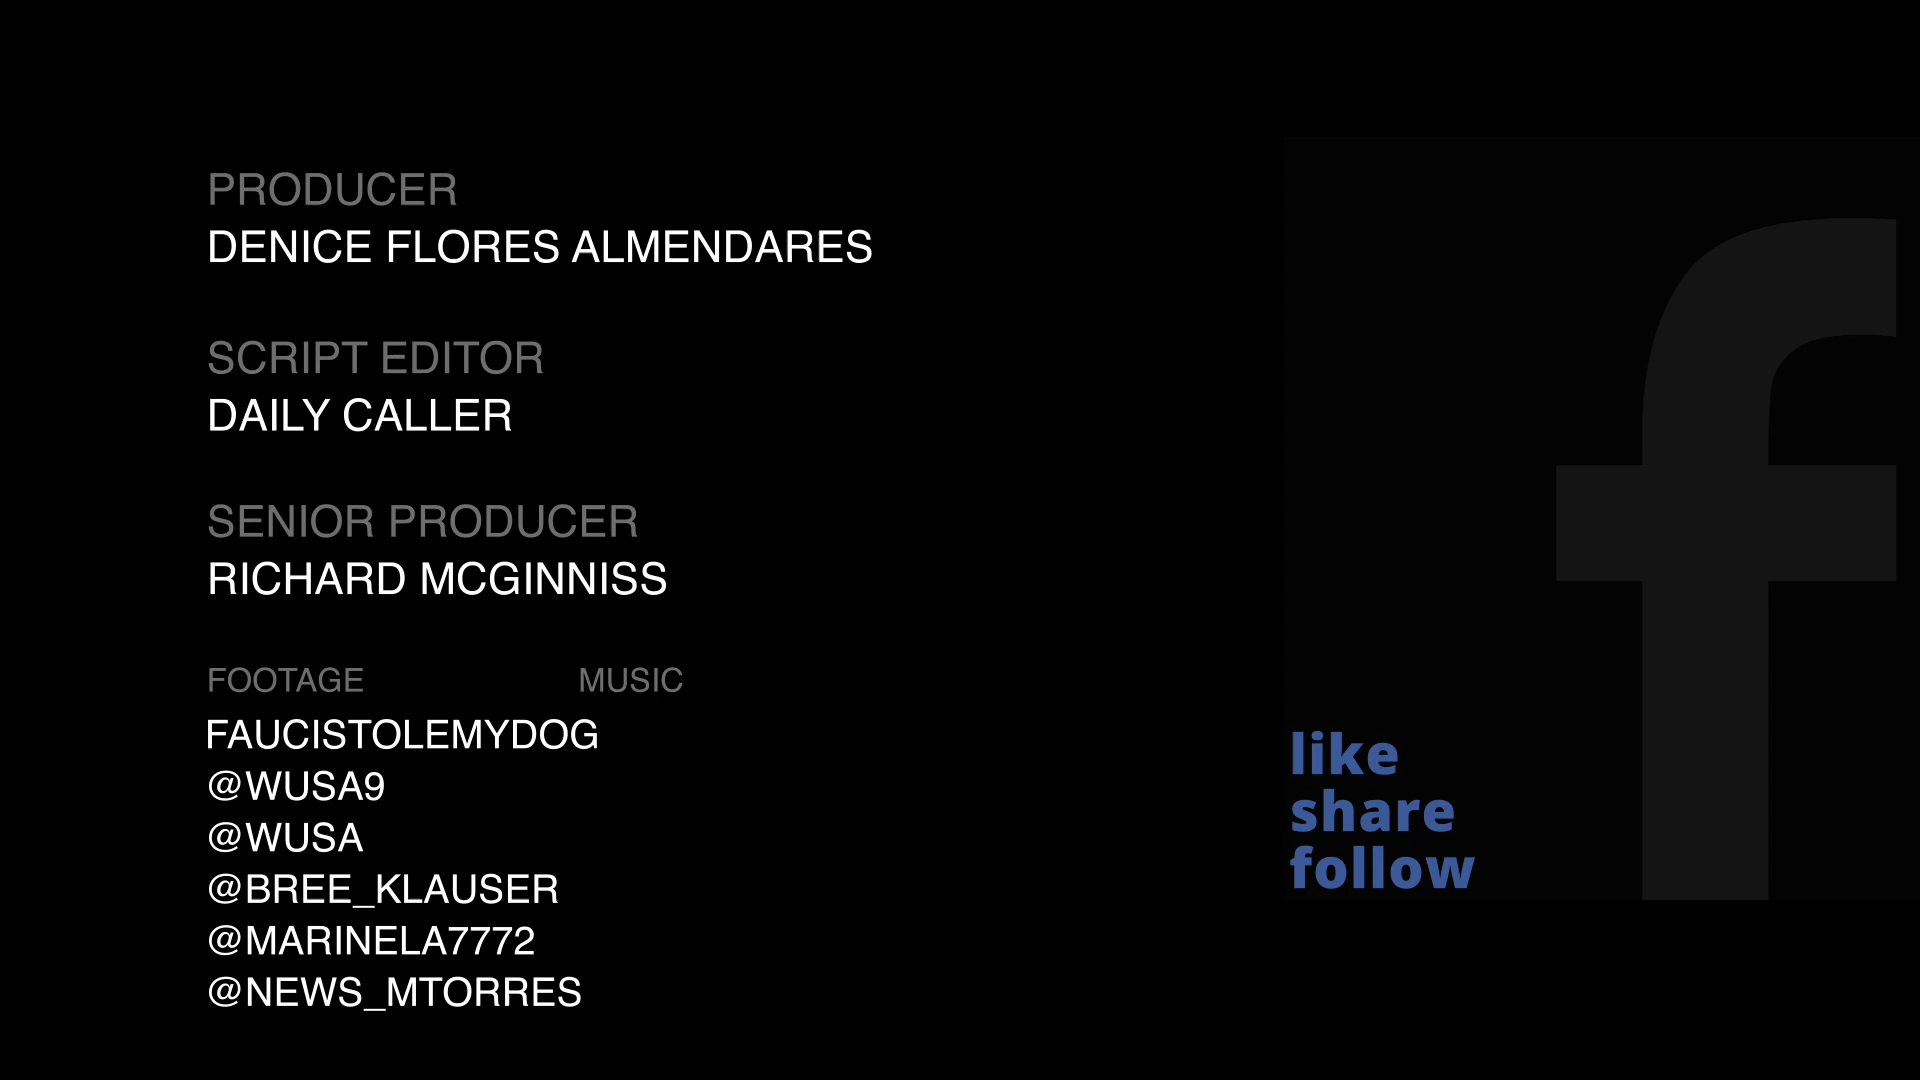 PRODUCER
DENICE FLORES ALMENDARES
SCRIPT EDITOR
DAILY CALLER
SENIOR PRODUCER
RICHARD MCGINNISS
FOOTAGE MUSIC
FAUCISTOLEMYDOG
@WUSA9
@WUSA
@BREE_KLAUSER
@MARINELA7772
@NEWS_MTORRES
like
share
follow
f